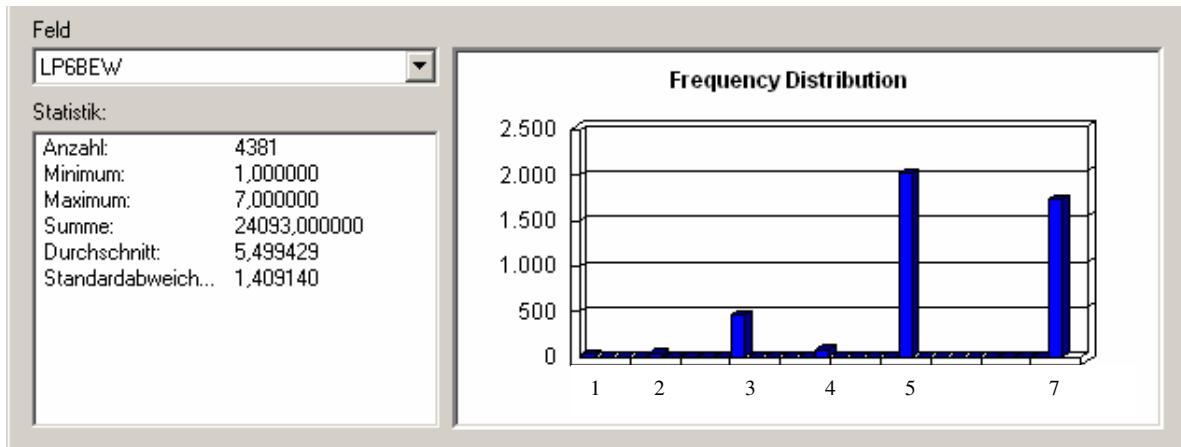 Feld
LP6BEW
Statistik:
Anzahl: 4381
Minimum: 1,000000
Maximum: 7,000000
Summe: 24093,000000
Durchschnitt: 5,499429
Standardabweich... 1,409140
Frequency Distribution
2.500
2.000
1.500
1.000
500
0
1 2 3 4 5 7